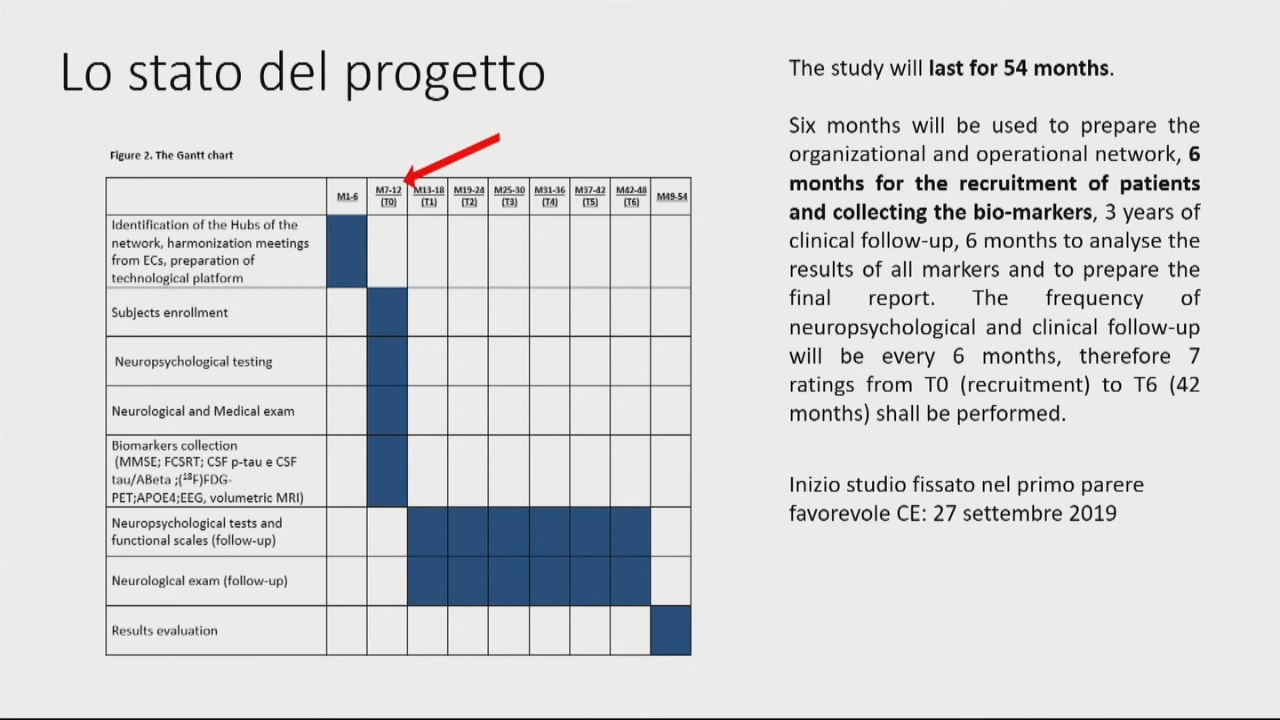 Lo stato del progetto
Figure 2. The Gantt chart
M1-6
M7-12
(T0)
M13-18
(T1)
M19-24
(T2)
M25-30
(T3)
M31-36
(T4)
M37-42
(T5)
M42-48
(T6)
M49-54
Identification of the Hubs of the
network, harmonization meetings
from ECs, preparation of
technological platform
Subjects enrollment
Neuropsychological testing
Neurological and Medical exam
Biomarkers collection
(MMSE; FCSRT; CSF p-tau e CSF
tau/ABeta ;(¹⁸F)FDG-
PET;APOE4;EEG, volumetric MRI)
Neuropsychological tests and
functional scales (follow-up)
Neurological exam (follow-up)
Results evaluation
The study will last for 54 months.
Six months will be used to prepare the
organizational and operational network, 6
months for the recruitment of patients
and collecting the bio-markers, 3 years of
clinical follow-up, 6 months to analyse the
results of all markers and to prepare the
final report. The frequency of
neuropsychological and clinical follow-up
will be every 6 months, therefore 7
ratings from T0 (recruitment) to T6 (42
months) shall be performed.
Inizio studio fissato nel primo parere
favorevole CE: 27 settembre 2019